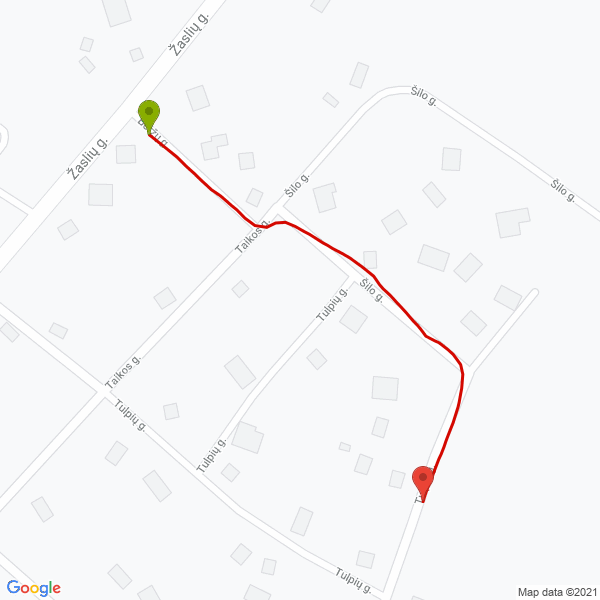 Žaslių g.
Šilo g.
Žaslių g.
Šilo g.
Šilo g.
Taikos g.
Šilo g.
Tulpių g.
Taikos g.
Tulpių g.
Tulpių g.
Tulpių g.
Google
Map data ©2021